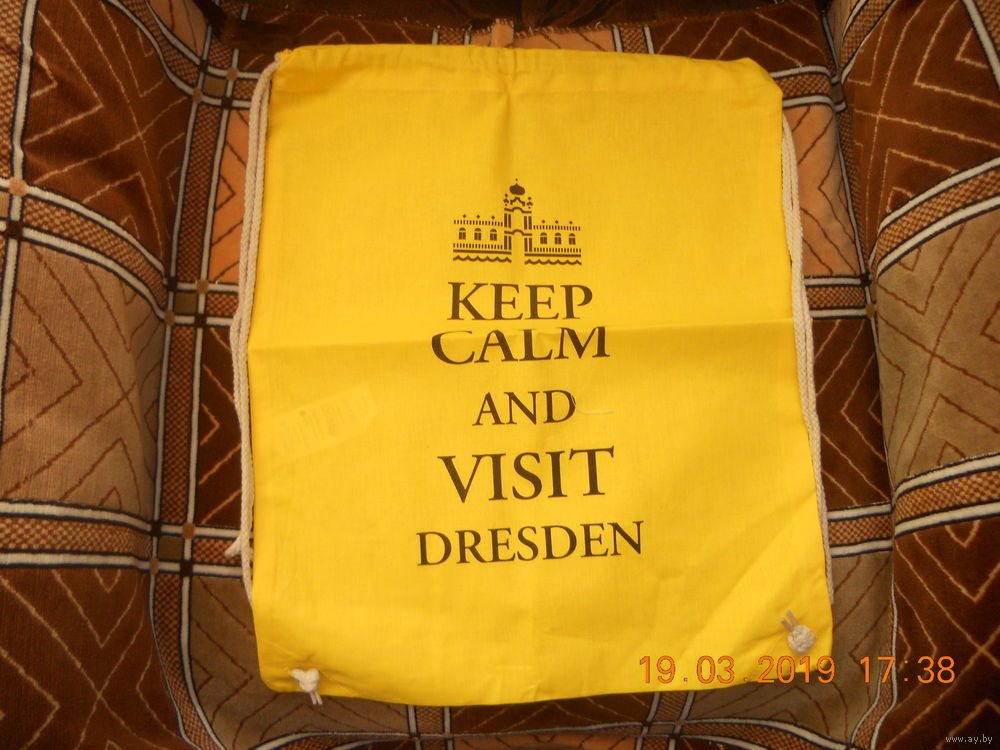 KEEP
CALM
AND
VISIT
DRESDEN
19.03.2019 17:38
www.ay.by